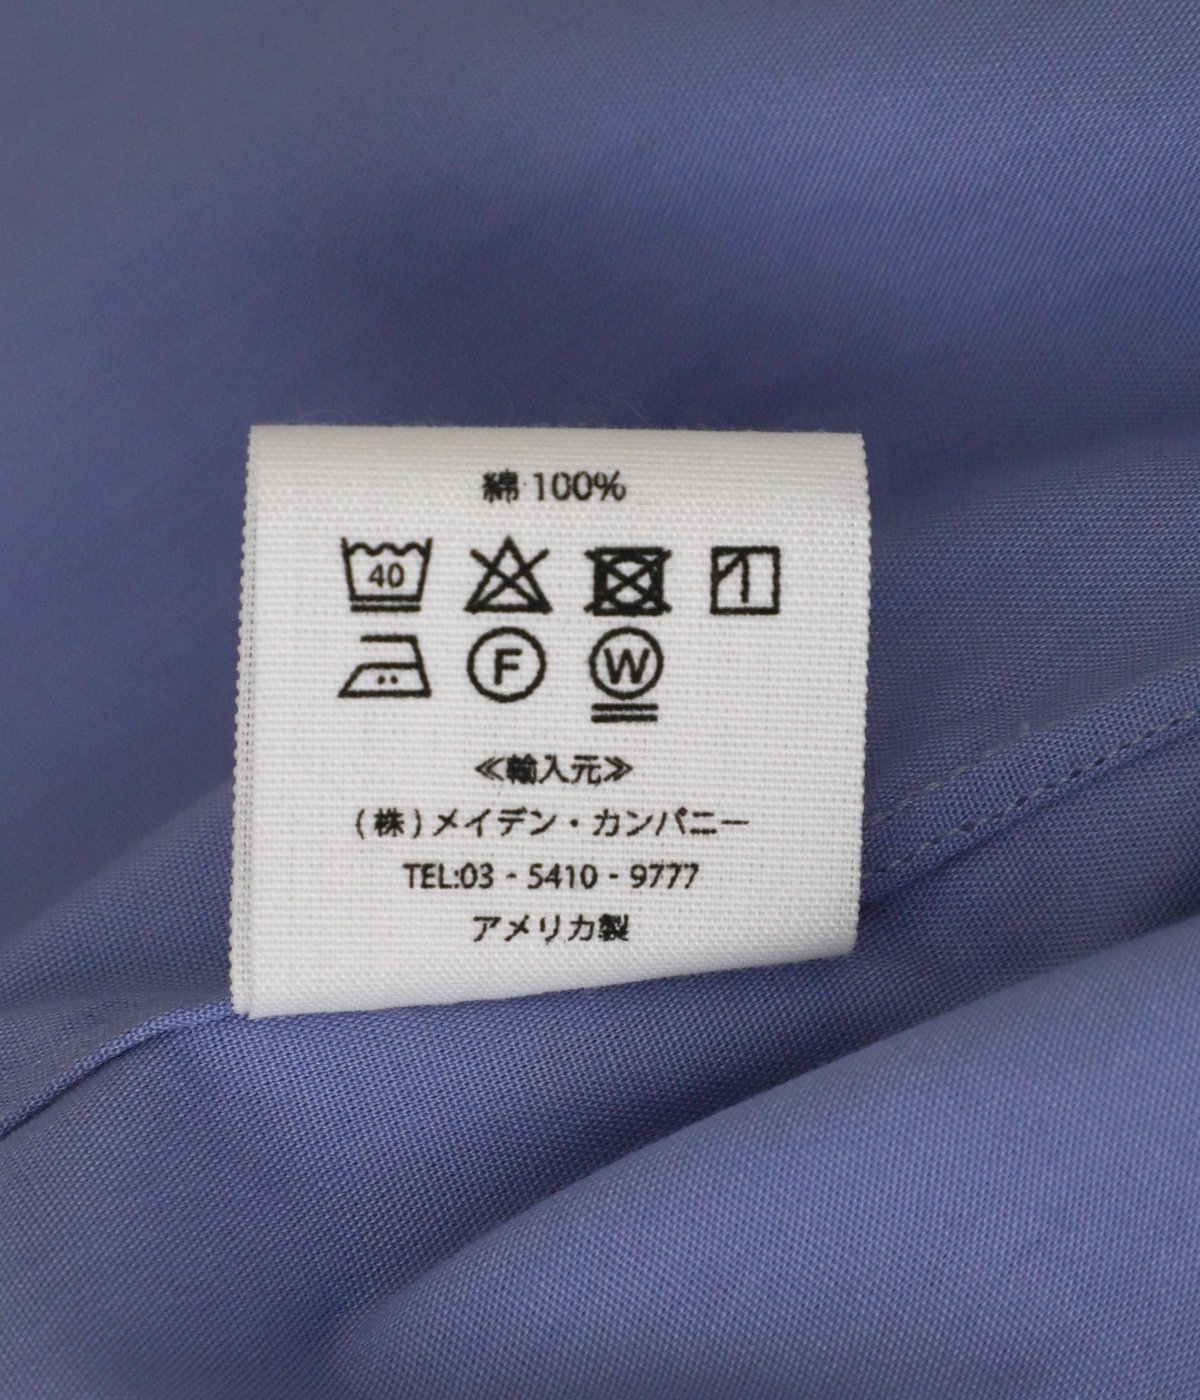 綿 100%
40
F W
≪輸入元≫
(株)メイデン・カンパニー
TEL:03 - 5410 - 9777
アメリカ製